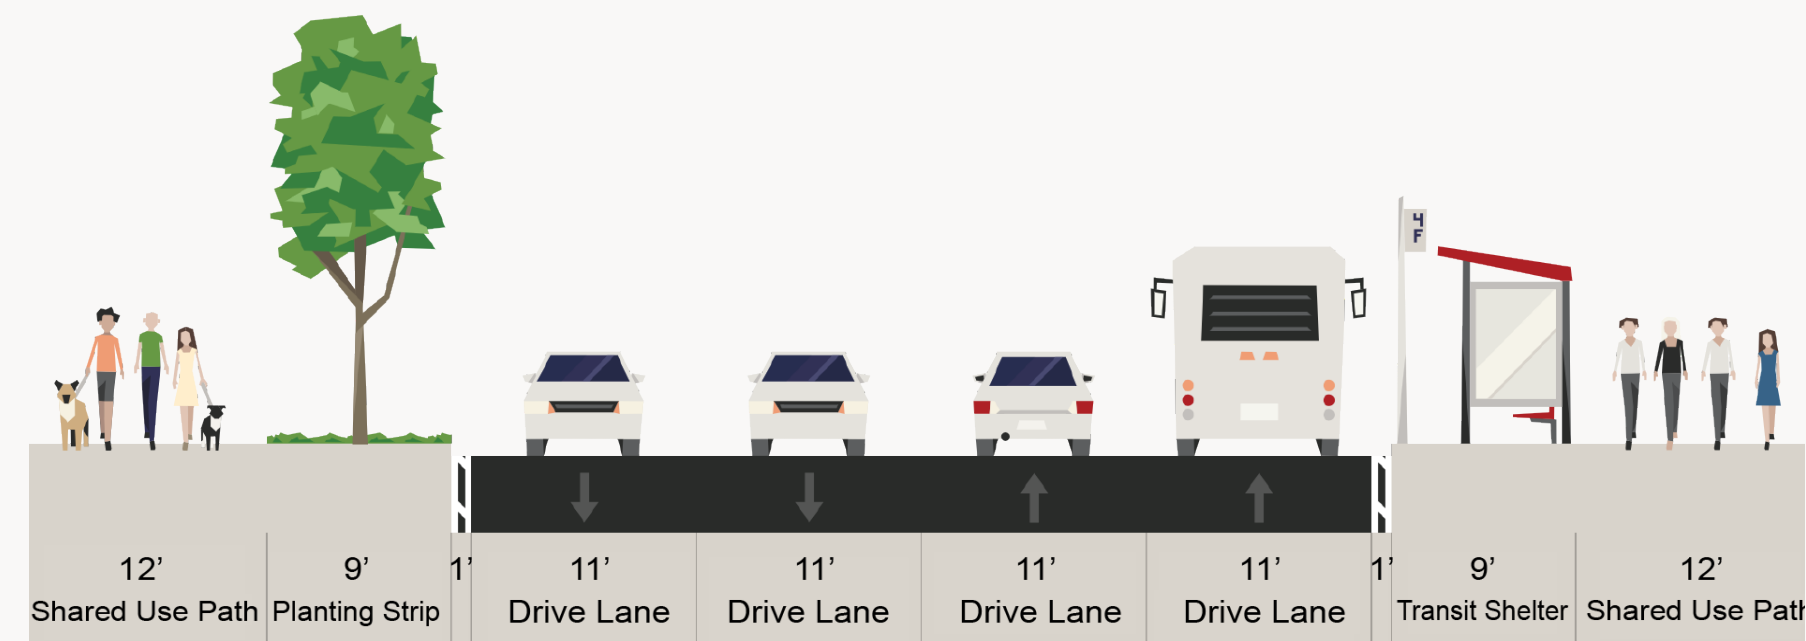 4
F
12’ 9’ 1’ 11’ 11’ 11’ 11’ 1’ 9’ 12’
Shared Use Path Planting Strip Drive Lane Drive Lane Drive Lane Drive Lane Transit Shelter Shared Use Path